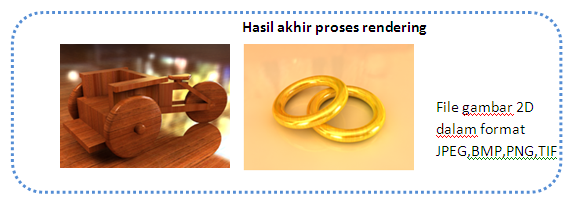 Hasil akhir proses rendering
File gambar 2D
dalam format
JPEG,BMP,PNG,TIF